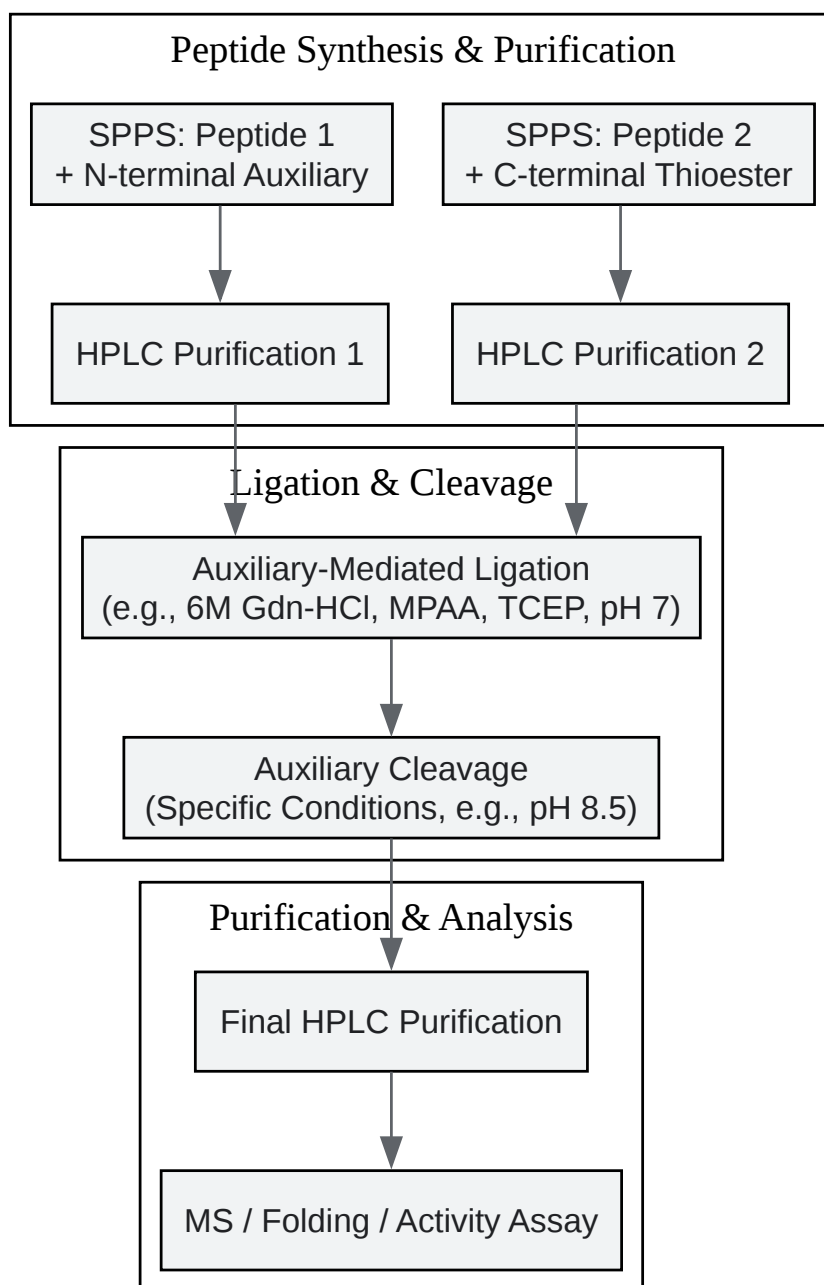 Peptide Synthesis & Purification
SPPS: Peptide 1
+ N-terminal Auxiliary
SPPS: Peptide 2
+ C-terminal Thioester
HPLC Purification 1
HPLC Purification 2
Ligation & Cleavage
Auxiliary-Mediated Ligation
(e.g., 6M Gdn-HCl, MPAA, TCEP, pH 7)
Auxiliary Cleavage
(Specific Conditions, e.g., pH 8.5)
Purification & Analysis
Final HPLC Purification
MS / Folding / Activity Assay